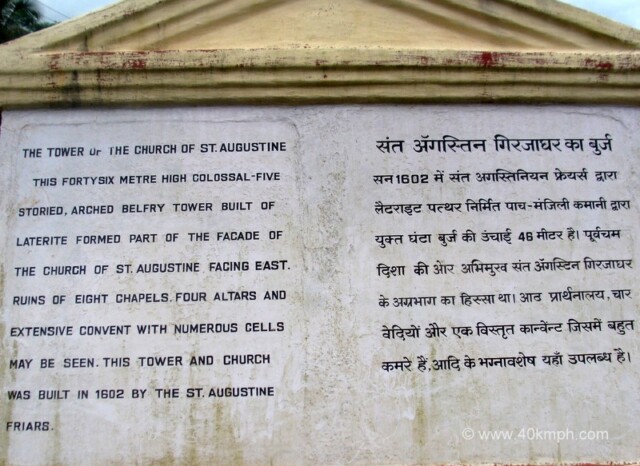 THE TOWER OF THE CHURCH OF ST. AUGUSTINE
THIS FORTYSIX METRE HIGH COLOSSAL-FIVE
STORIED, ARCHED BELFRY TOWER BUILT OF
LATERITE FORMED PART OF THE FACADE OF
THE CHURCH OF ST. AUGUSTINE FACING EAST.
RUINS OF EIGHT CHAPELS. FOUR ALTARS AND
EXTENSIVE CONVENT WITH NUMEROUS CELLS
MAY BE SEEN. THIS TOWER AND CHURCH
WAS BUILT IN 1602 BY THE ST. AUGUSTINE
FRIARS.
संत ॲगस्तिन गिरजाघर का बुर्ज
सन 1602 में संत अगस्तिनियन फ्रेयर्स द्वारा
लेटराइट पत्थर निर्मित पाच-मंजिली कमानी द्वारा
युक्त घंटा बुर्ज की उंचाई 46 मीटर है। पूर्वचम
दिशा की ओर अभिमुख संत ॲगस्टिन गिरजाघर
के अग्रभाग का हिस्सा था। आठ प्रार्थनालय, चार
वेदियों और एक विस्तृत कान्वेंन्ट जिसमें बहुत
कमरे हैं, आदि के भग्नावशेष यहाँ उपलब्ध है।
© www.40kmph.com